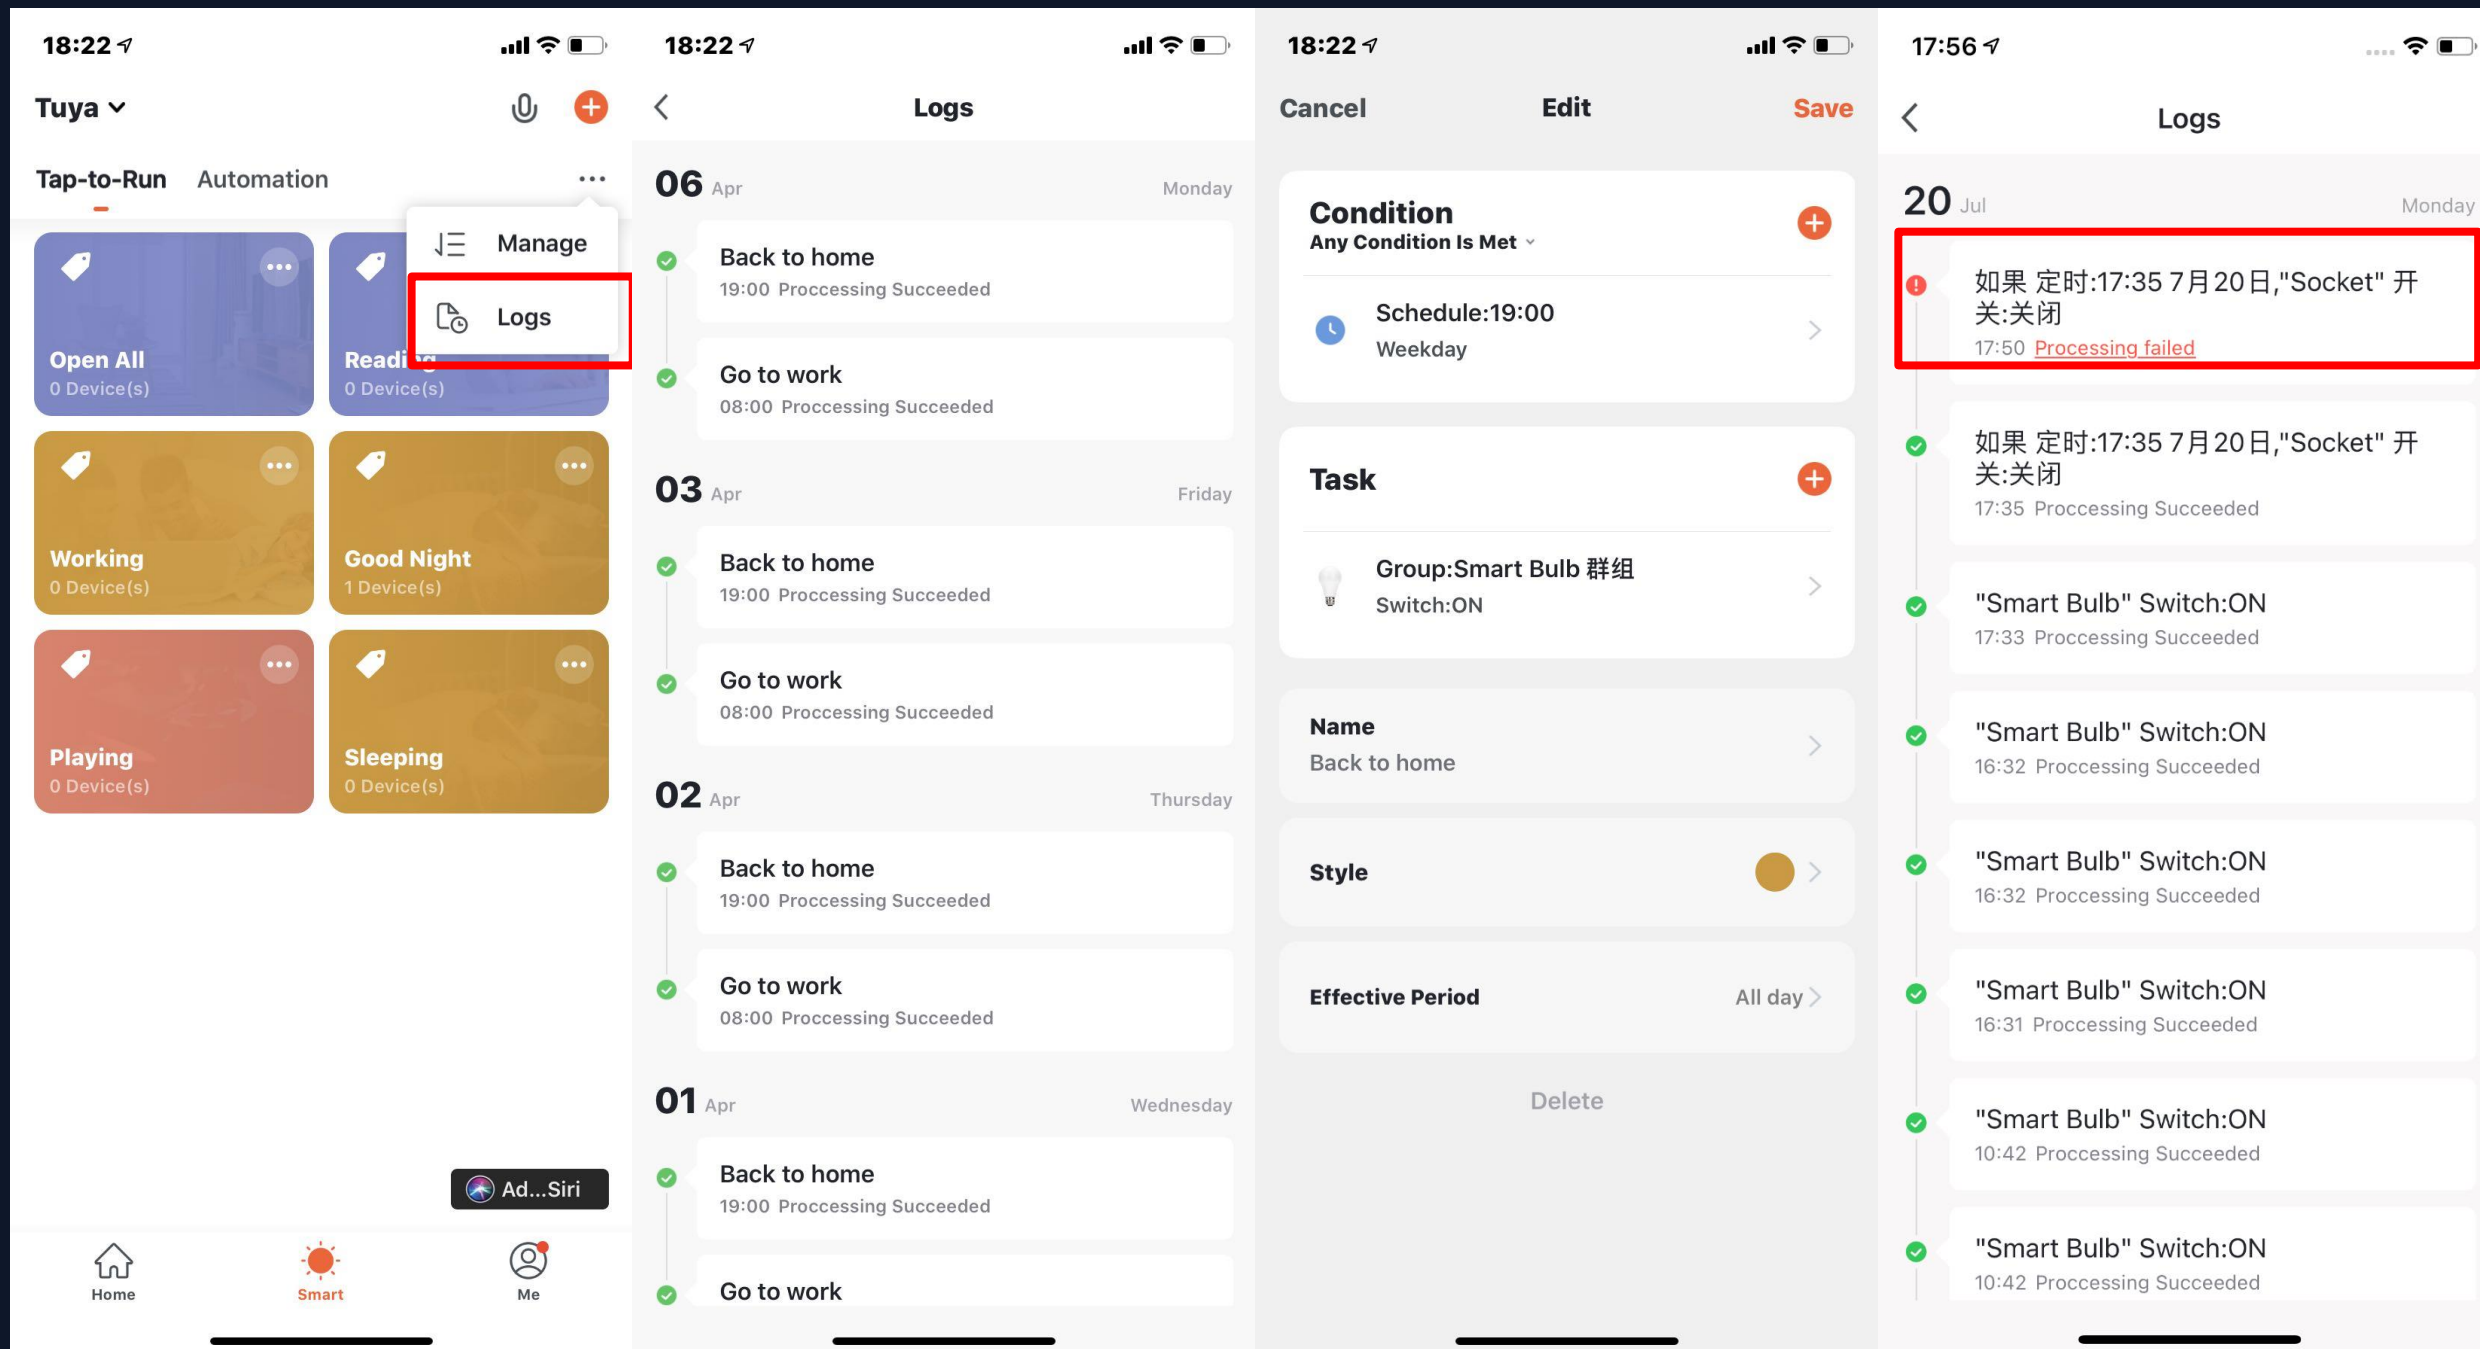 18:22
Tuya
Tap-to-Run
Automation
Manage
Logs
Open All
0 Device(s)
Reading
0 Device(s)
Working
0 Device(s)
Good Night
1 Device(s)
Playing
0 Device(s)
Sleeping
0 Device(s)
Ad...Siri
Home
Smart
Me
18:22
Logs
06 Apr
Monday
Back to home
19:00 Proccessing Succeeded
Go to work
08:00 Proccessing Succeeded
03 Apr
Friday
Back to home
19:00 Proccessing Succeeded
Go to work
08:00 Proccessing Succeeded
02 Apr
Thursday
Back to home
19:00 Proccessing Succeeded
Go to work
08:00 Proccessing Succeeded
01 Apr
Wednesday
Back to home
19:00 Proccessing Succeeded
Go to work
18:22
Cancel
Edit
Save
Condition
Any Condition Is Met
Schedule:19:00
Weekday
Task
Group:Smart Bulb 群组
Switch:ON
Name
Back to home
Style
Effective Period
All day
Delete
17:56
Logs
20 Jul
Monday
如果 定时:17:35 7月20日,"Socket" 开
关:关闭
17:50 Processing failed
如果 定时:17:35 7月20日,"Socket" 开
关:关闭
17:35 Proccessing Succeeded
"Smart Bulb" Switch:ON
17:33 Proccessing Succeeded
"Smart Bulb" Switch:ON
16:32 Proccessing Succeeded
"Smart Bulb" Switch:ON
16:32 Proccessing Succeeded
"Smart Bulb" Switch:ON
16:31 Proccessing Succeeded
"Smart Bulb" Switch:ON
10:42 Proccessing Succeeded
"Smart Bulb" Switch:ON
10:42 Proccessing Succeeded